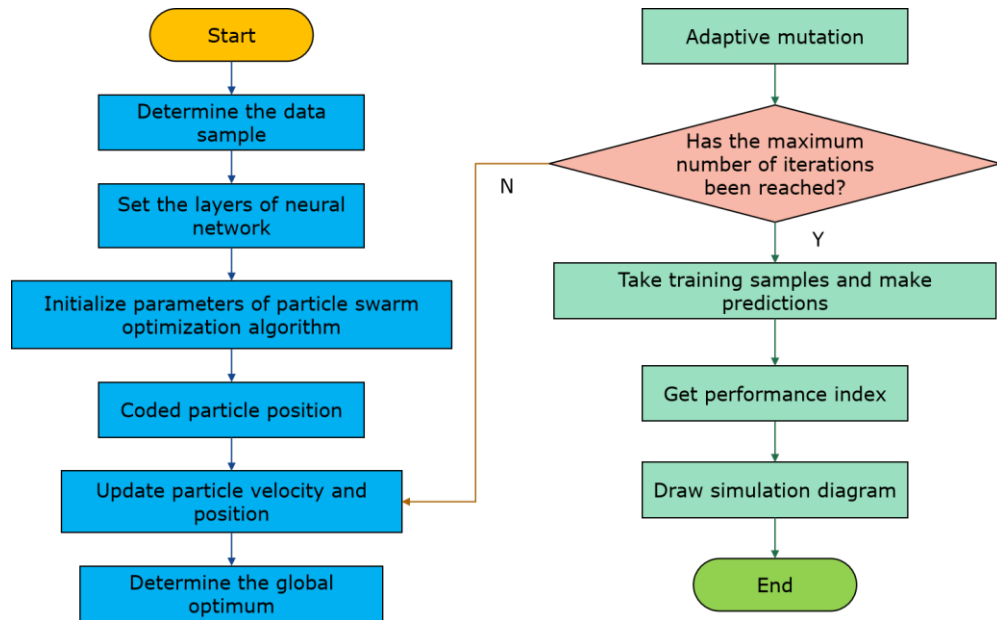 Start
Determine the data
sample
Set the layers of neural
network
Initialize parameters of particle swarm
optimization algorithm
Coded particle position
Update particle velocity and
position
Determine the global
optimum
Adaptive mutation
Has the maximum
number of iterations
been reached?
N
Y
Take training samples and make
predictions
Get performance index
Draw simulation diagram
End